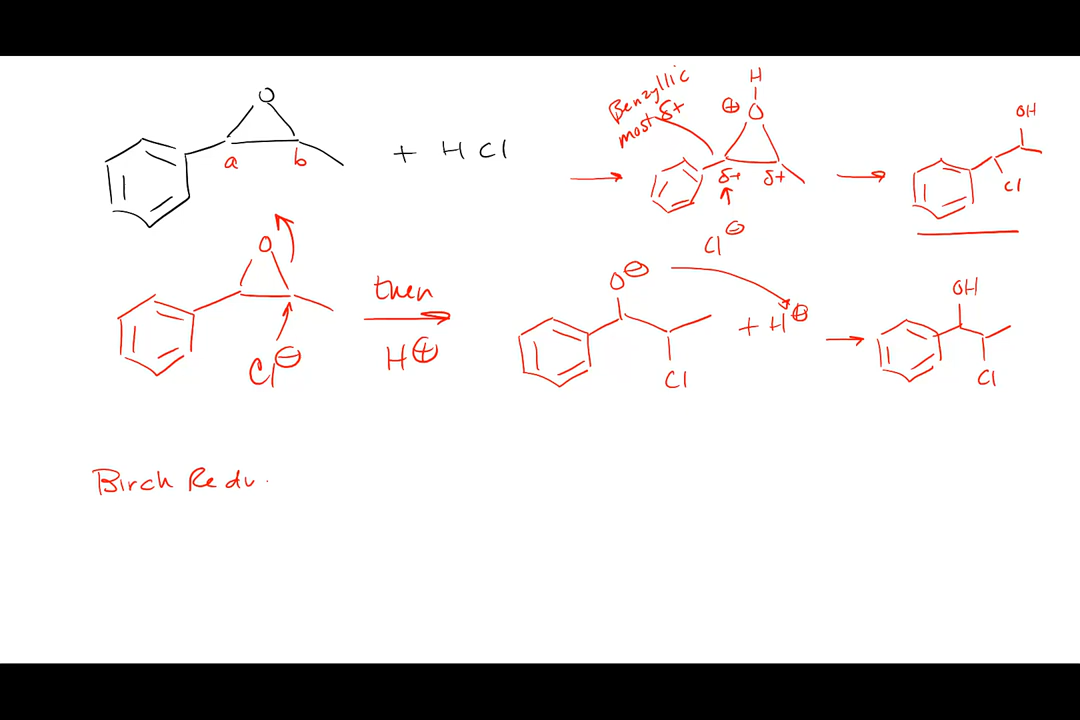 O
a b
+ HCl
Benzyllic
most δ+
H
⊕ O
δ+ δ+
Cl⊖
OH
Cl
O
Cl⊖
then
H⊕
O⊖
Cl
+ H⊕
OH
Cl
Birch Redu.